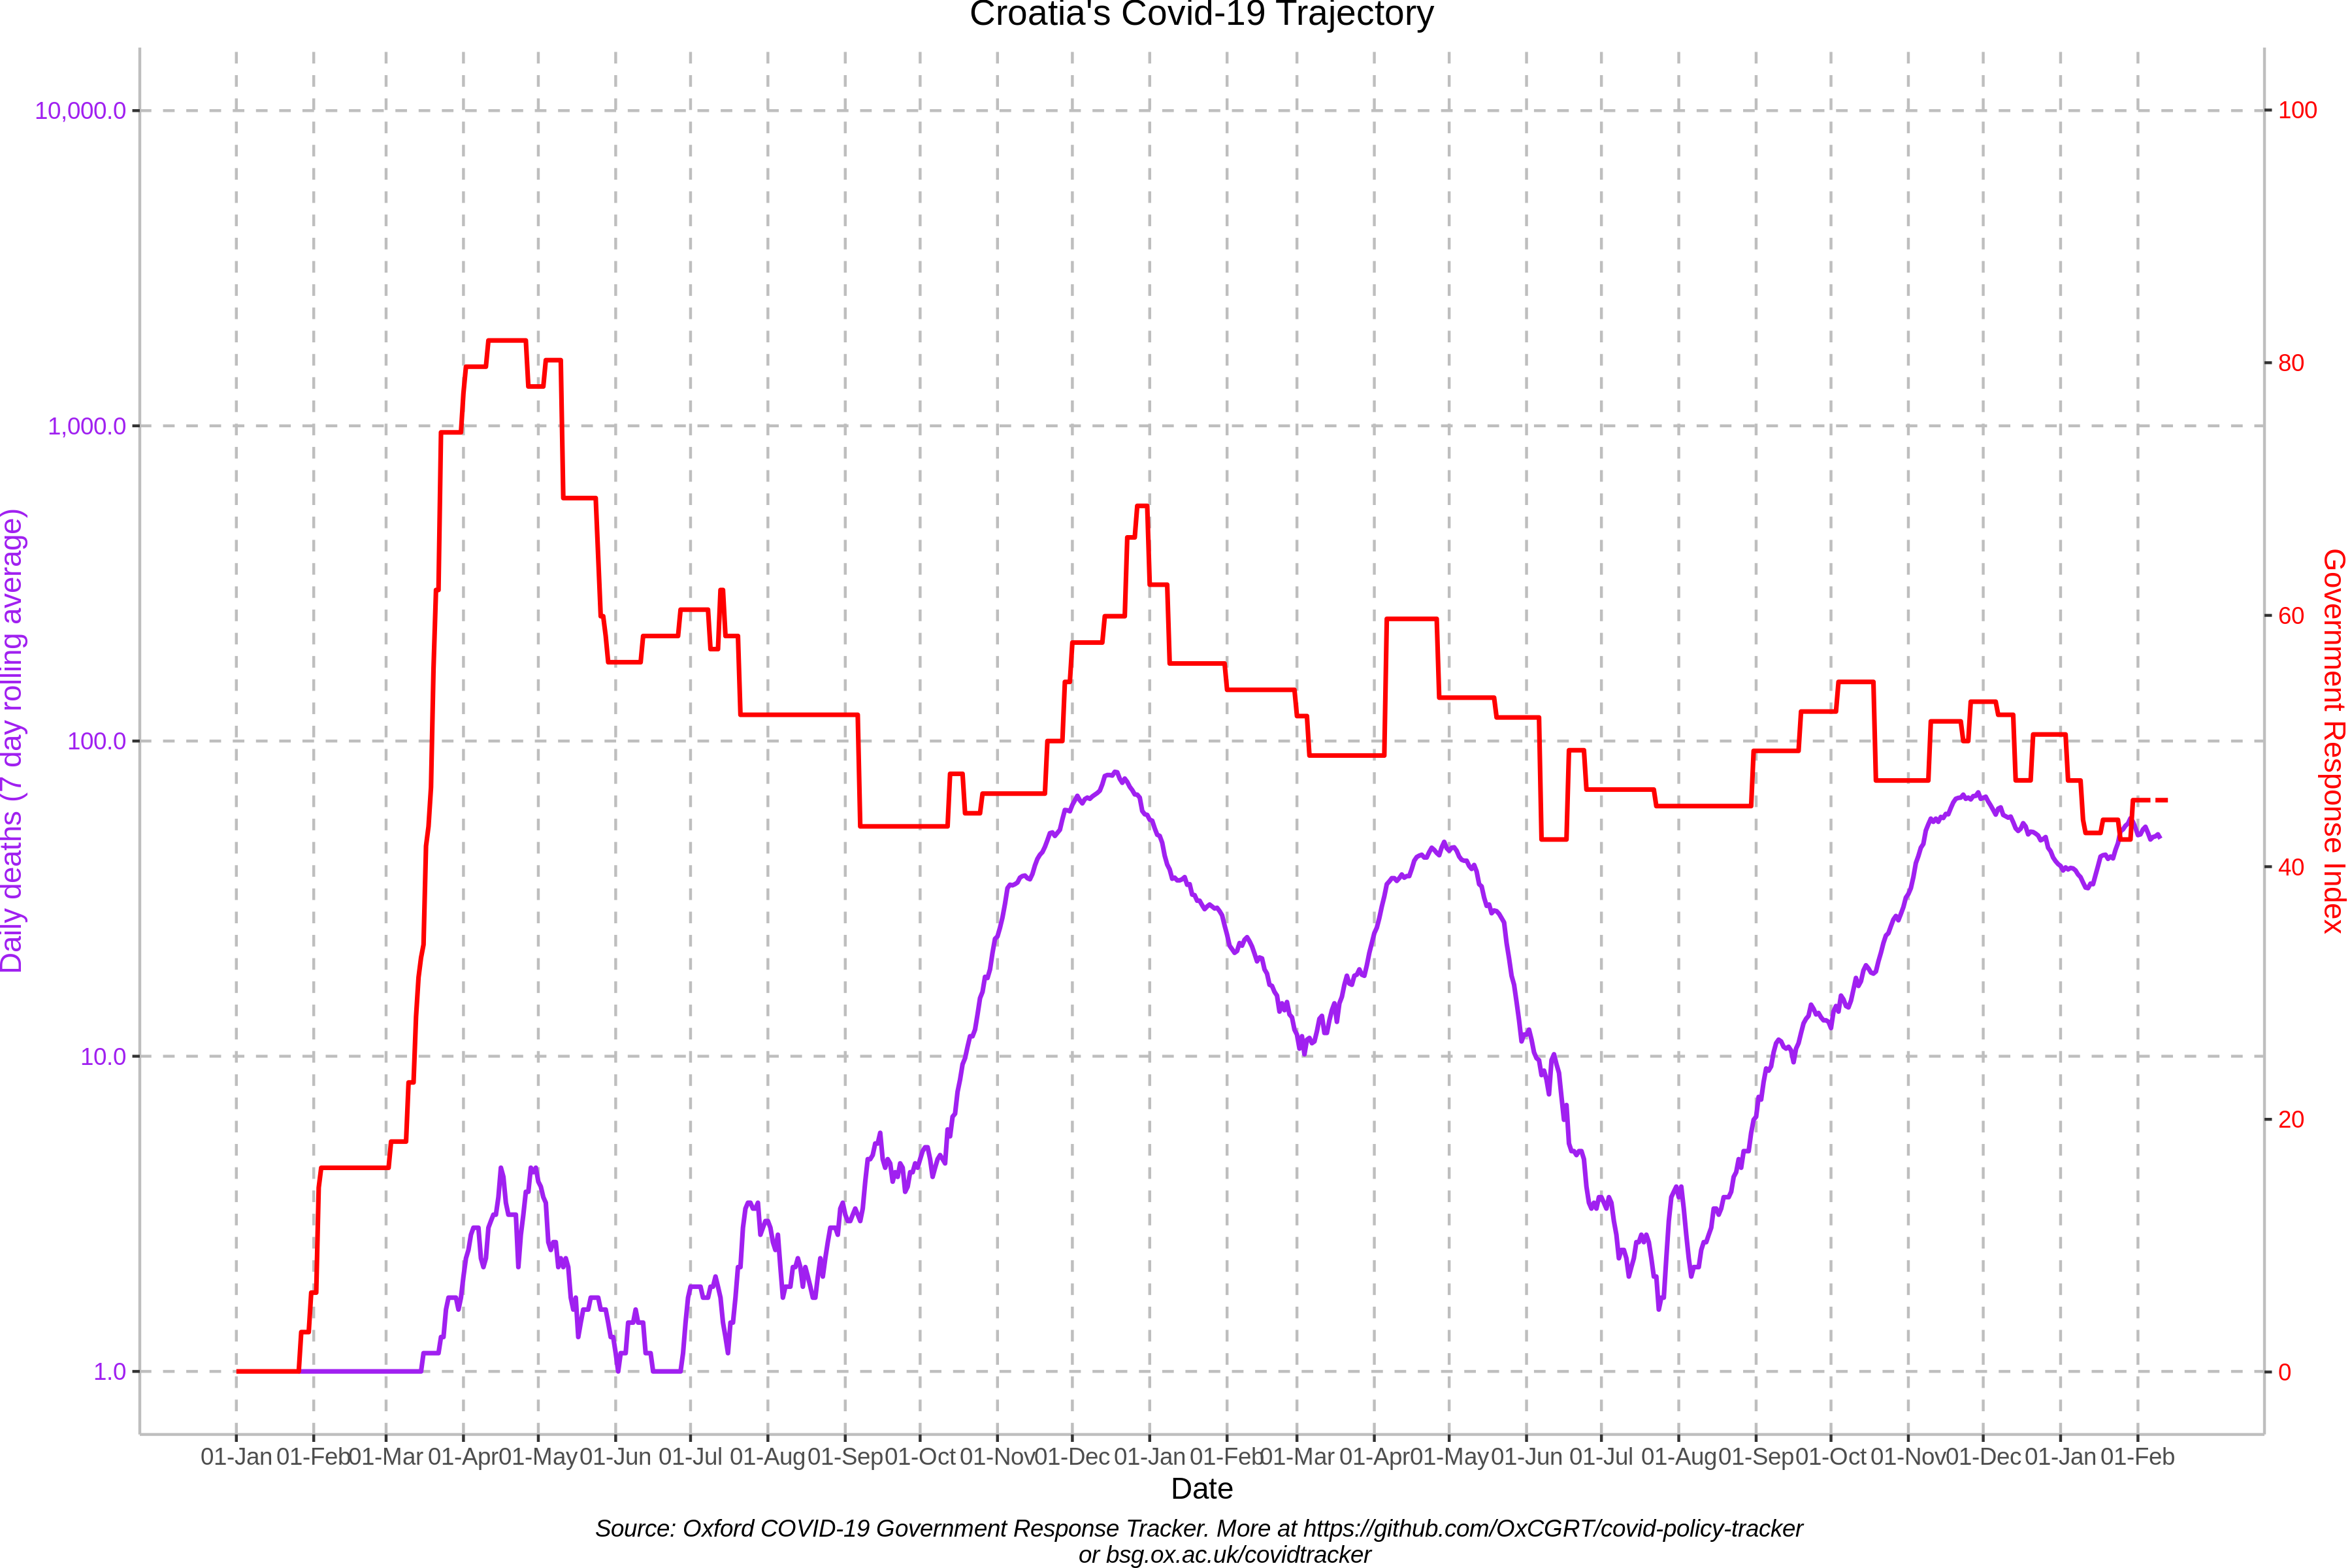 Croatia's Covid-19 Trajectory
10,000.0
1,000.0
100.0
10.0
1.0
Daily deaths (7 day rolling average)
100
80
60
40
20
0
Government Response Index
01-Jan 01-Feb 01-Mar 01-Apr 01-May 01-Jun 01-Jul 01-Aug 01-Sep 01-Oct 01-Nov 01-Dec 01-Jan 01-Feb 01-Mar 01-Apr 01-May 01-Jun 01-Jul 01-Aug 01-Sep 01-Oct 01-Nov 01-Dec 01-Jan 01-Feb
Date
Source: Oxford COVID-19 Government Response Tracker. More at https://github.com/OxCGRT/covid-policy-tracker
or bsg.ox.ac.uk/covidtracker